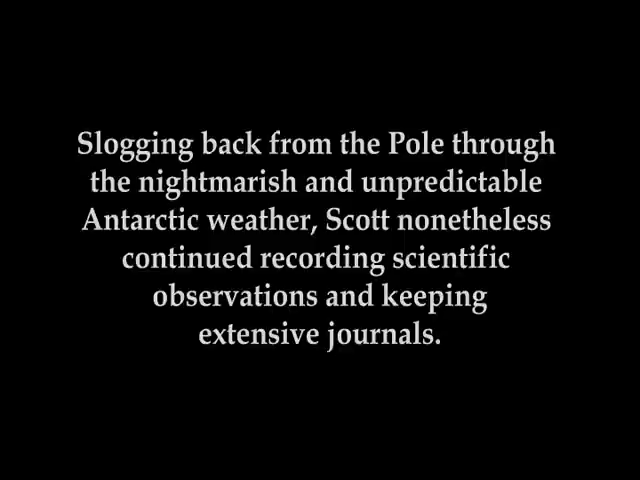 Slogging back from the Pole through
the nightmarish and unpredictable
Antarctic weather, Scott nonetheless
continued recording scientific
observations and keeping
extensive journals.